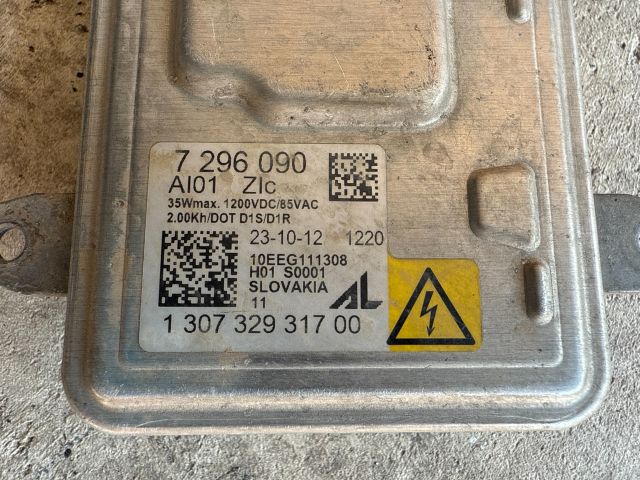 7 296 090
AI01 ZIc
35Wmax. 1200VDC/85VAC
2.00Kh/DOT D1S/D1R
23-10-12 1220
10EEG111308
H01 S0001
SLOVAKIA
11 AL
1 307 329 317 00